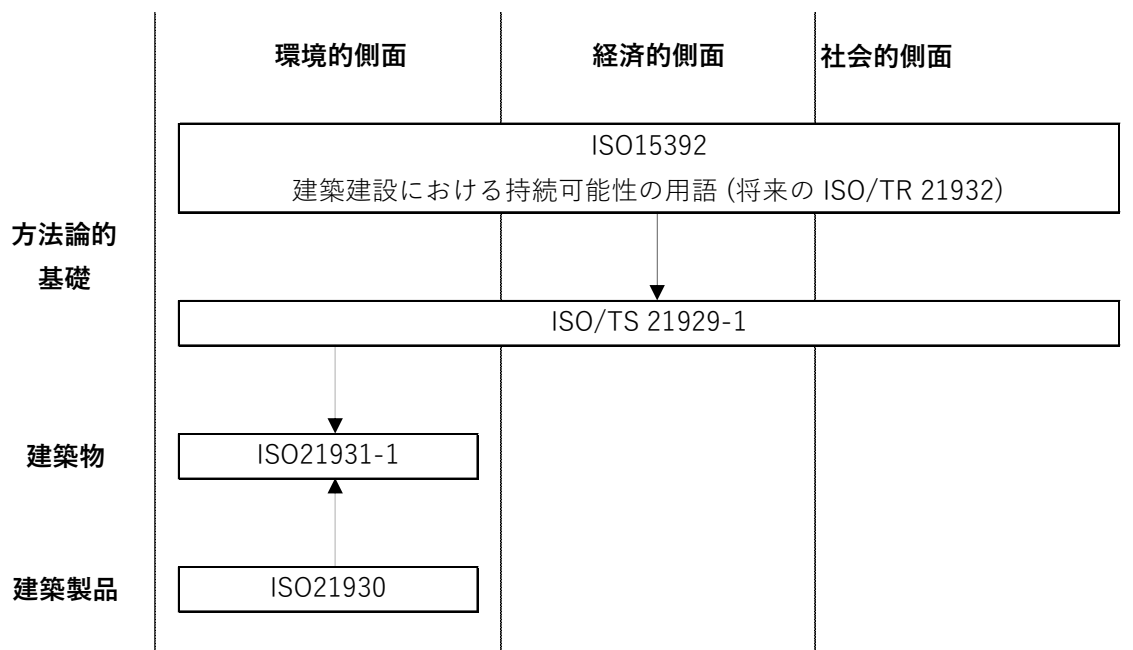 環境的側面
経済的側面
社会的側面
ISO15392
建築建設における持続可能性の用語 (将来の ISO/TR 21932)
方法論的
基礎
ISO/TS 21929-1
建築物
ISO21931-1
建築製品
ISO21930